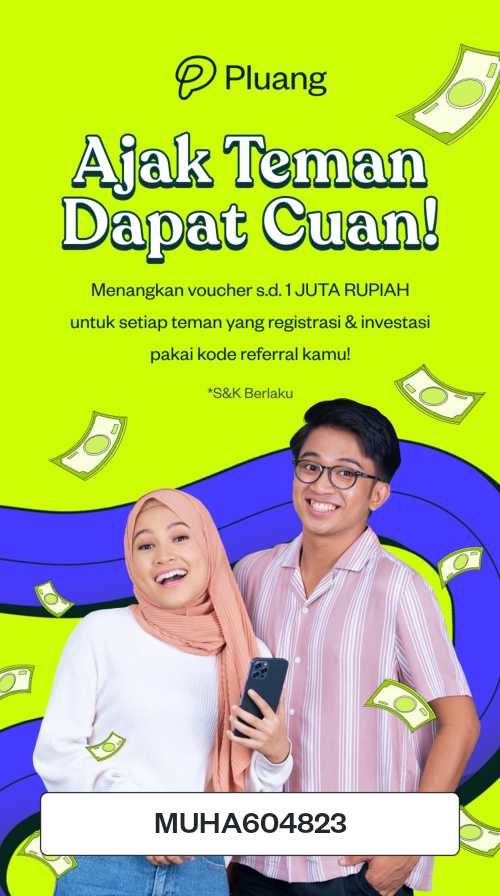 Pluang
Ajak Teman
Dapat Cuan!
Menangkan voucher s.d. 1 JUTA RUPIAH
untuk setiap teman yang registrasi & investasi
pakai kode referral kamu!
*S&K Berlaku
MUHA604823